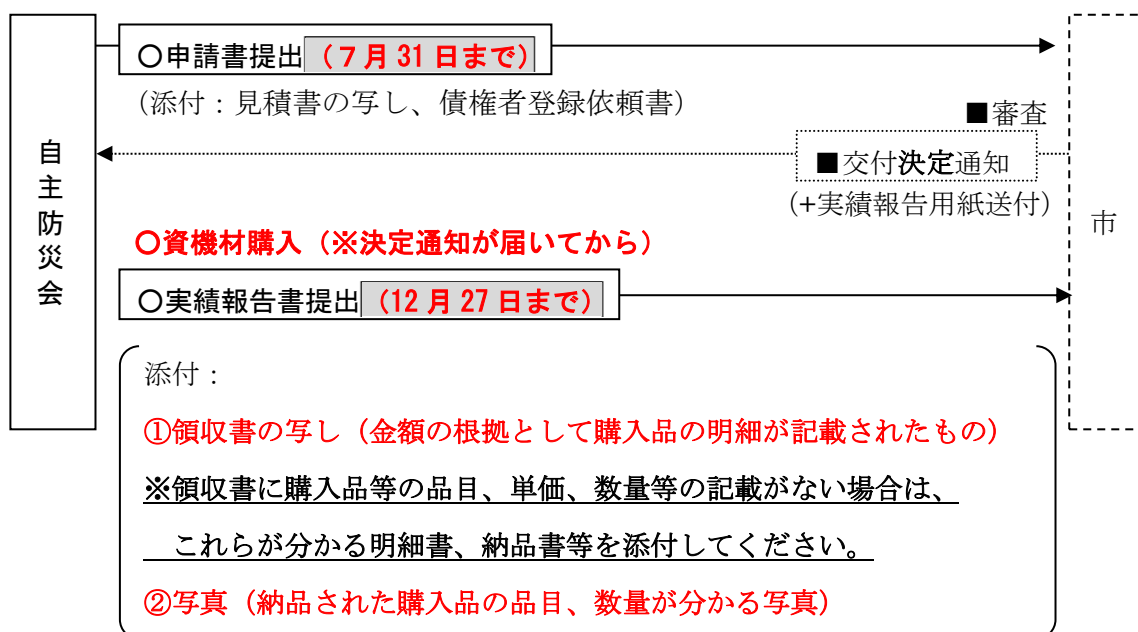 〇申請書提出（７月 31 日まで）
（添付：見積書の写し、債権者登録依頼書）
■審査
自主防災会
■交付決定通知
（+実績報告用紙送付）
市
〇資機材購入（※決定通知が届いてから）
〇実績報告書提出（12 月 27 日まで）
添付：
①領収書の写し（金額の根拠として購入品の明細が記載されたもの）
※領収書に購入品等の品目、単価、数量等の記載がない場合は、
これらが分かる明細書、納品書等を添付してください。
②写真（納品された購入品の品目、数量が分かる写真）